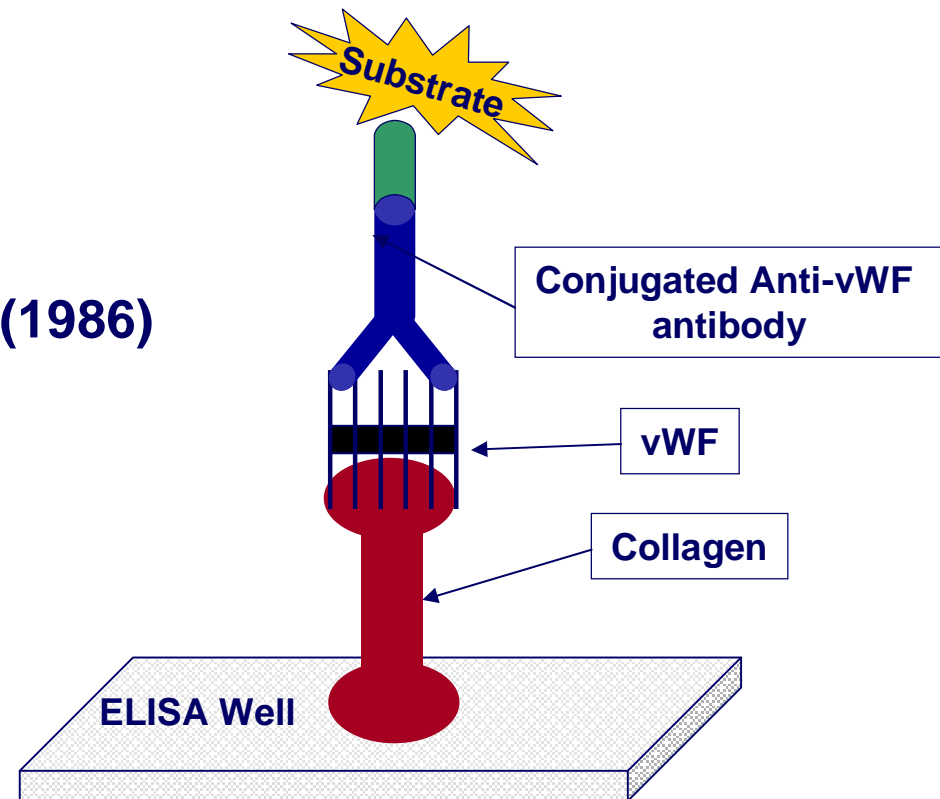 Substrate
Conjugated Anti-vWF
antibody
(1986)
vWF
Collagen
ELISA Well